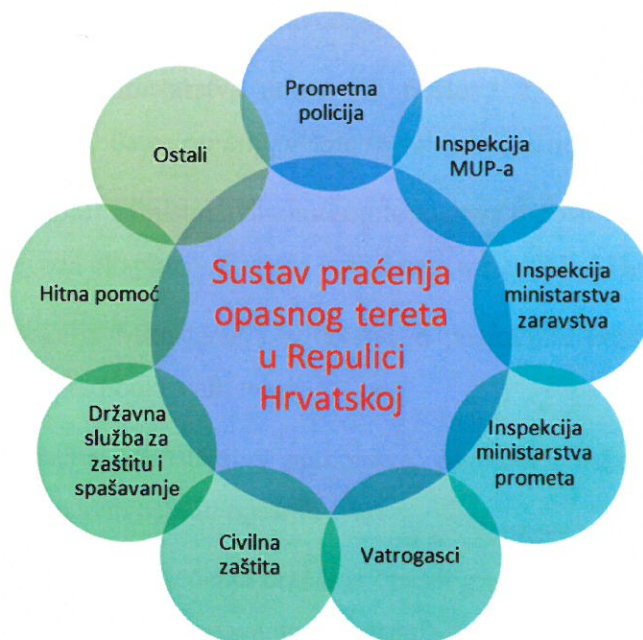 Prometna
policija
Inspekcija
MUP-a
Inspekcija
ministarstva
zaravstva
Inspekcija
ministarstva
prometa
Vatrogasci
Civilna
zaštita
Državna
služba za
zaštitu i
spašavanje
Hitna pomoć
Ostali
Sustav praćenja
opasnog tereta
u Repulici
Hrvatskoj